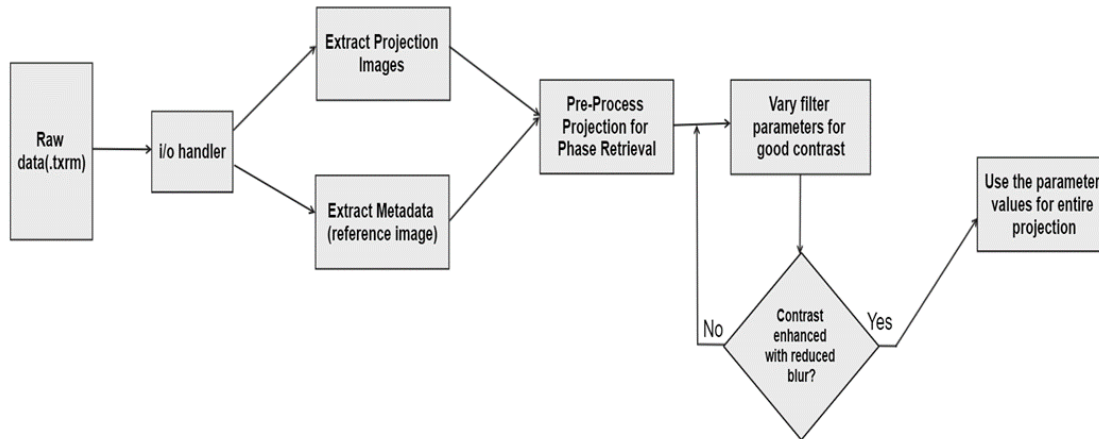 Raw
data(.txrm)
i/o handler
Extract Projection
Images
Extract Metadata
(reference image)
Pre-Process
Projection for
Phase Retrieval
Vary filter
parameters for
good contrast
Contrast
enhanced
with reduced
blur?
No
Yes
Use the parameter
values for entire
projection